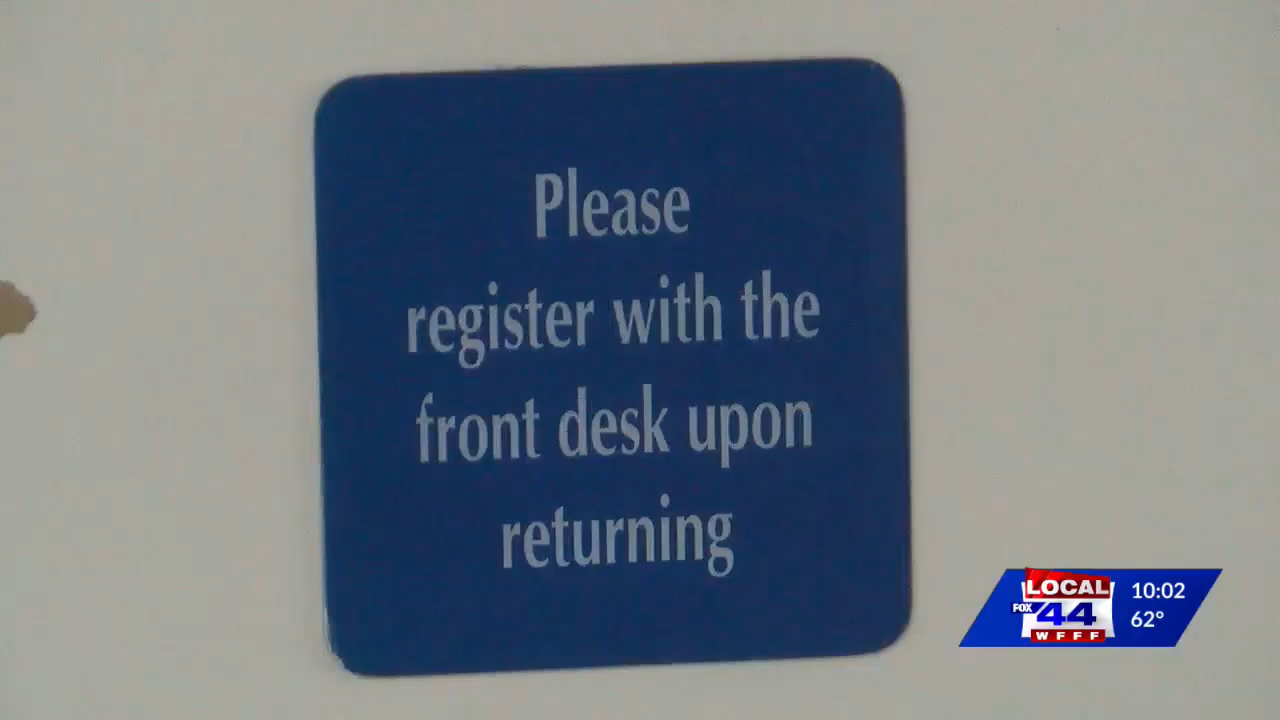 Please
register with the
front desk upon
returning
LOCAL
FOX 44
WFFF
10:02
62°